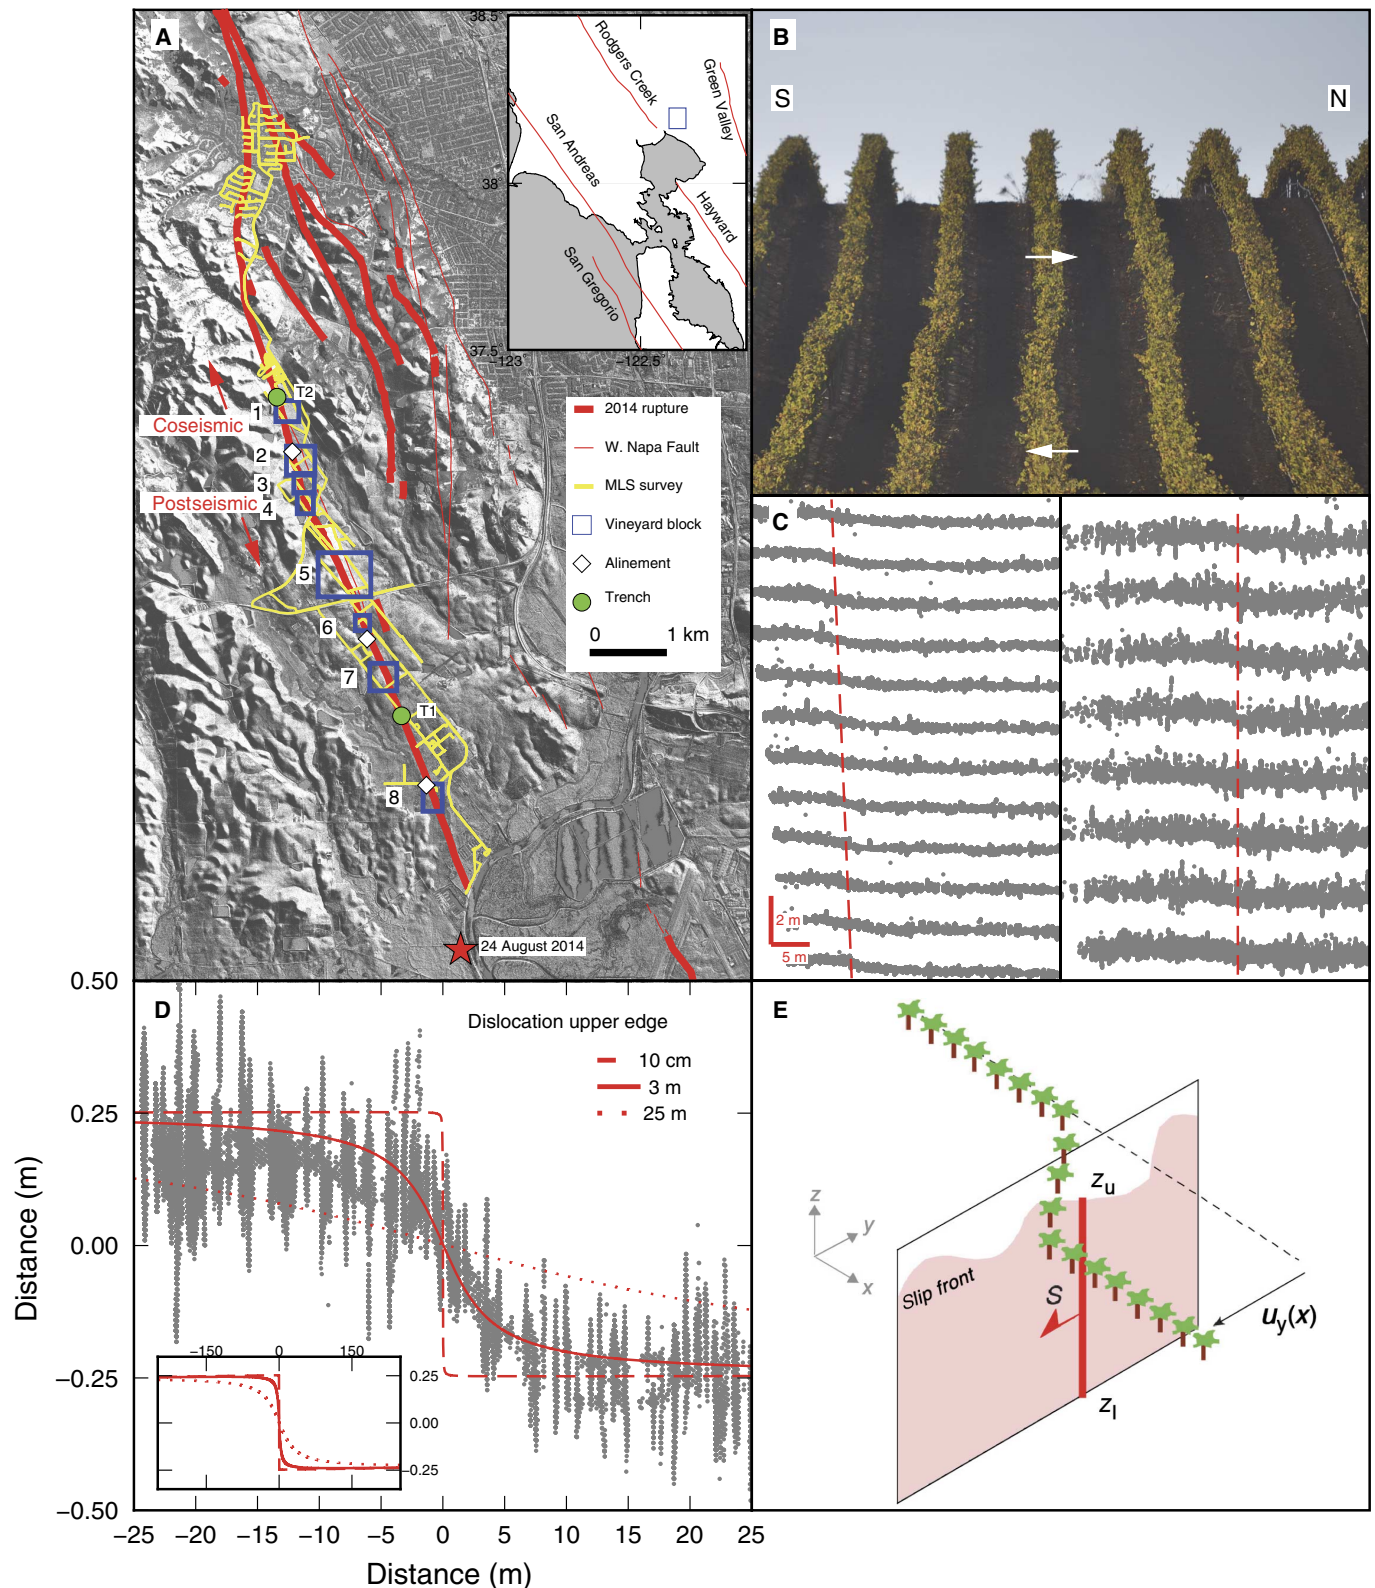 A
38.5
38
37.5
−123
−122.5
Rodgers Creek
Green Valley
San Andreas
Hayward
San Gregorio
T2
1
Coseismic
2
3
Postseismic
4
5
6
7
T1
8
24 August 2014
2014 rupture
W. Napa Fault
MLS survey
Vineyard block
Alinement
Trench
0 1 km
B
S
N
C
2 m
5 m
D
Dislocation upper edge
10 cm
3 m
25 m
0.50
0.25
0.00
−0.25
−0.50
Distance (m)
−25 −20 −15 −10 −5 0 5 10 15 20 25
Distance (m)
−150 0 150
0.25
0.00
−0.25
E
z
y
x
Slip front
zu
S
zl
uy(x)